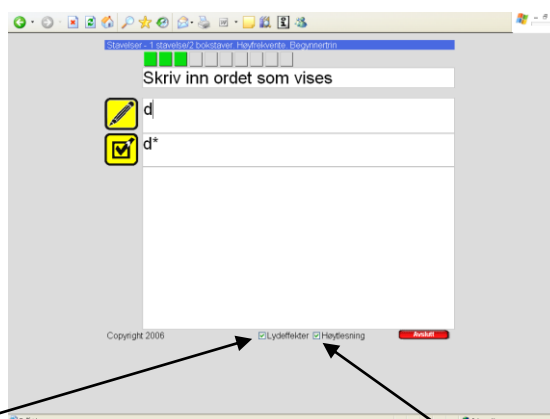 Stavelser - 1 stavelse/2 bokstaver. Høyfrekvente. Begynnertrin
Skriv inn ordet som vises
d
d*
Copyright 2006 Lydeffekter Høytlesning Avslutt